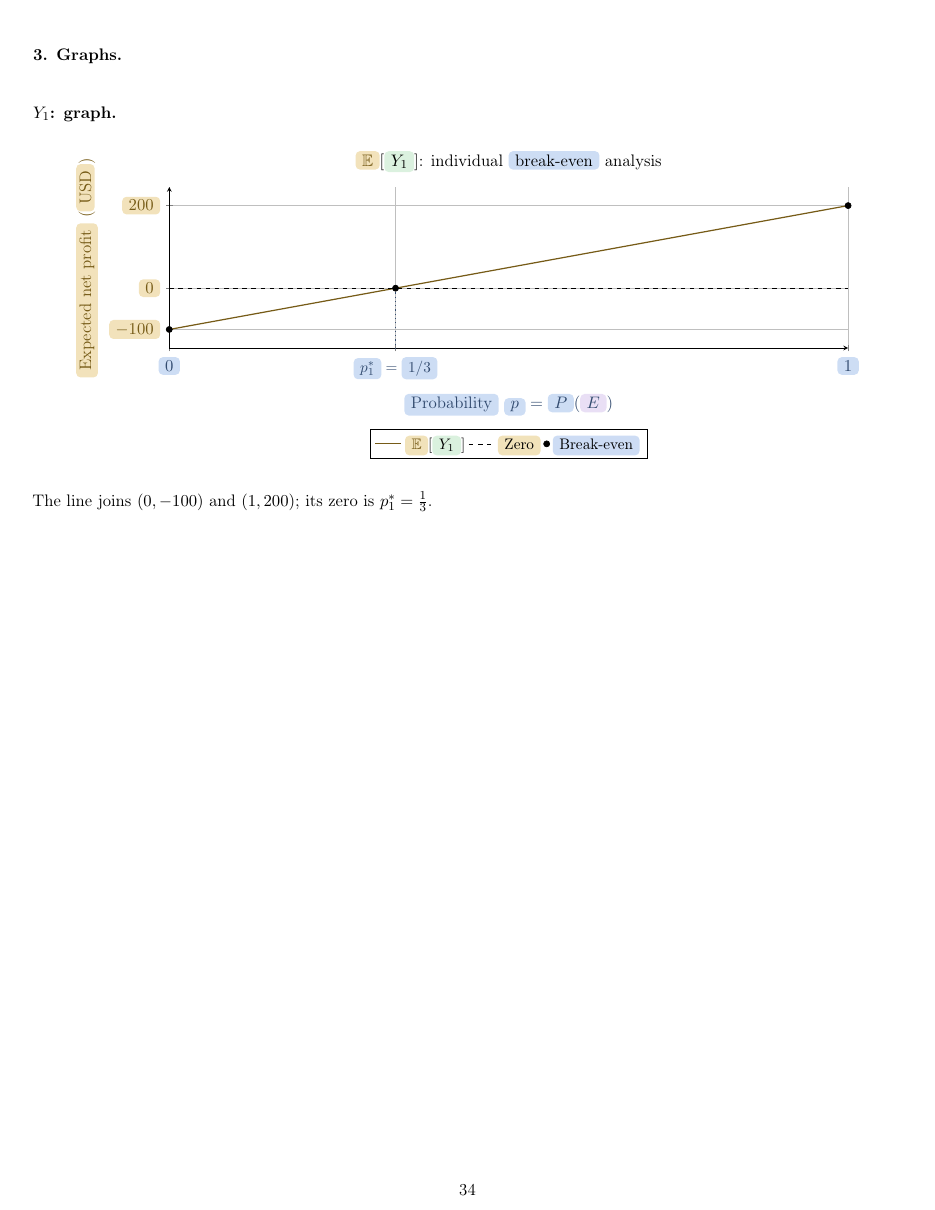 3. Graphs.
Y₁: graph.
𝔼[Y₁]: individual break-even analysis
Expected net profit (USD)
200
0
−100
0
p₁* = 1/3
1
Probability p = P(E)
𝔼[Y₁] Zero Break-even
The line joins (0, −100) and (1, 200); its zero is p₁* = 1/3.
34